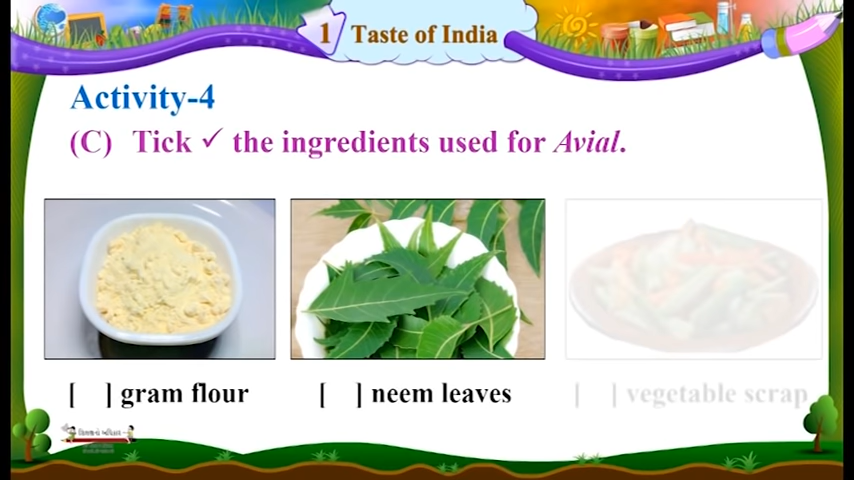 1 Taste of India
Activity-4
(C) Tick ✓ the ingredients used for Avial.
[ ] gram flour [ ] neem leaves [ ] vegetable scrap